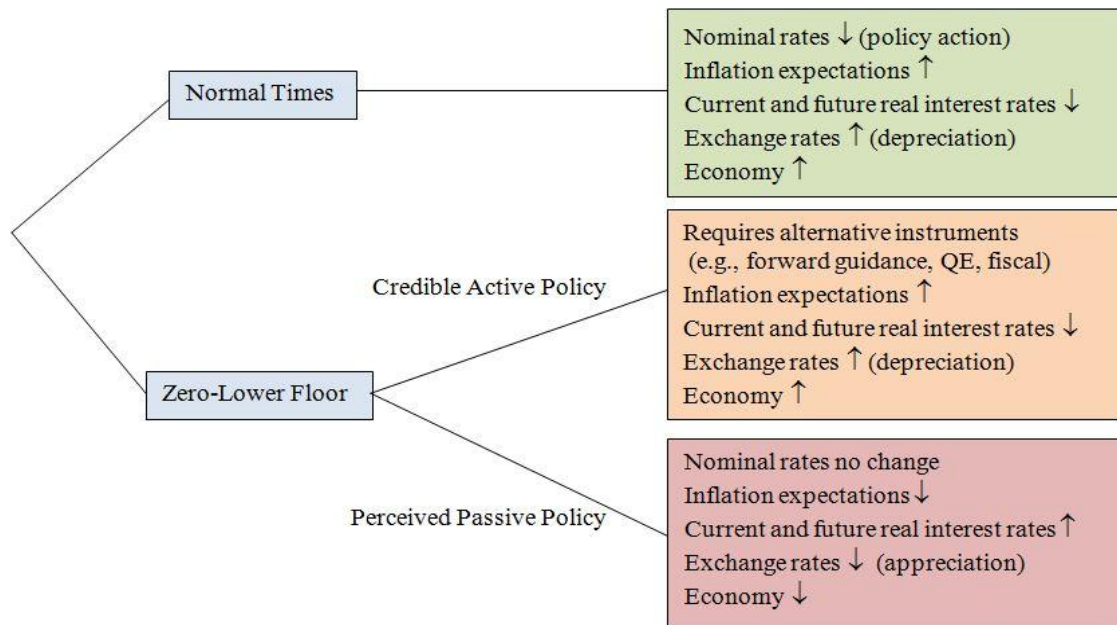 Normal Times
Nominal rates ↓ (policy action)
Inflation expectations ↑
Current and future real interest rates ↓
Exchange rates ↑ (depreciation)
Economy ↑
Zero-Lower Floor
Credible Active Policy
Requires alternative instruments
(e.g., forward guidance, QE, fiscal)
Inflation expectations ↑
Current and future real interest rates ↓
Exchange rates ↑ (depreciation)
Economy ↑
Perceived Passive Policy
Nominal rates no change
Inflation expectations ↓
Current and future real interest rates ↑
Exchange rates ↓ (appreciation)
Economy ↓